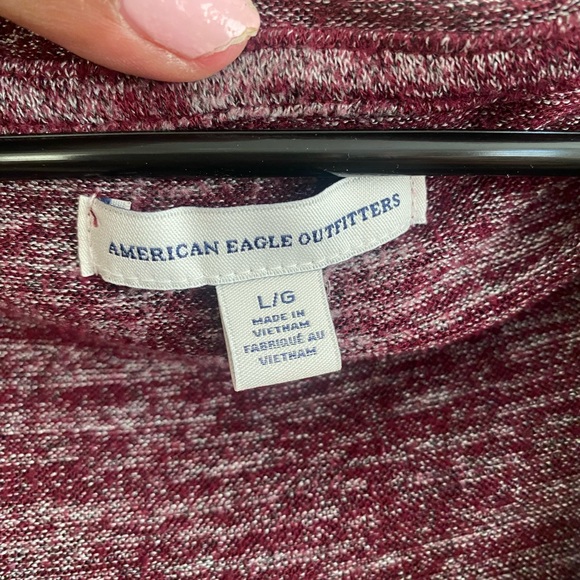 AMERICAN EAGLE OUTFITTERS
L/G
MADE IN
VIETNAM
FABRIQUÉ AU
VIETNAM